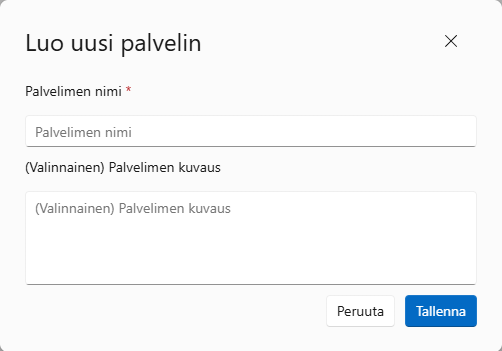 Luo uusi palvelin
Palvelimen nimi *
Palvelimen nimi
(Valinnainen) Palvelimen kuvaus
(Valinnainen) Palvelimen kuvaus
Peruuta Tallenna